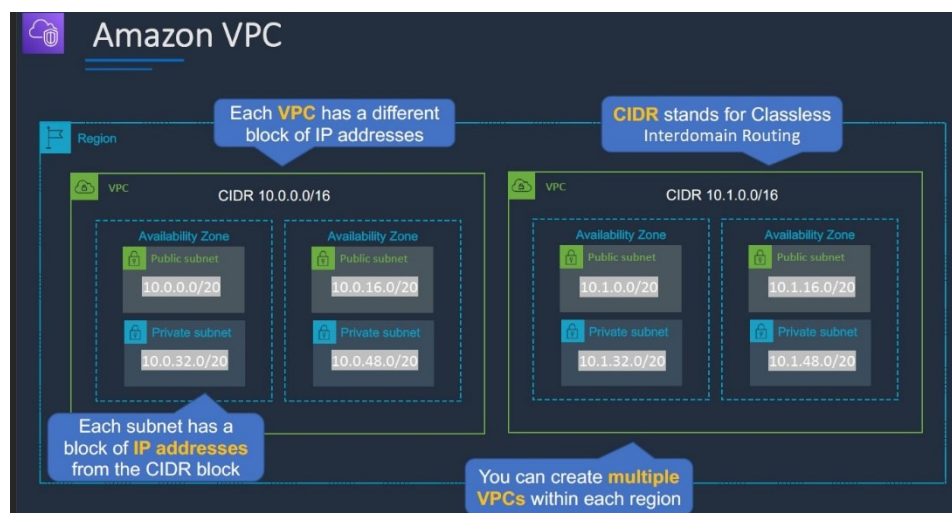 Amazon VPC
Each VPC has a different
block of IP addresses
CIDR stands for Classless
Interdomain Routing
Region
VPC
CIDR 10.0.0.0/16
Availability Zone
Public subnet
10.0.0.0/20
Private subnet
10.0.32.0/20
Availability Zone
Public subnet
10.0.16.0/20
Private subnet
10.0.48.0/20
VPC
CIDR 10.1.0.0/16
Availability Zone
Public subnet
10.1.0.0/20
Private subnet
10.1.32.0/20
Availability Zone
Public subnet
10.1.16.0/20
Private subnet
10.1.48.0/20
Each subnet has a
block of IP addresses
from the CIDR block
You can create multiple
VPCs within each region